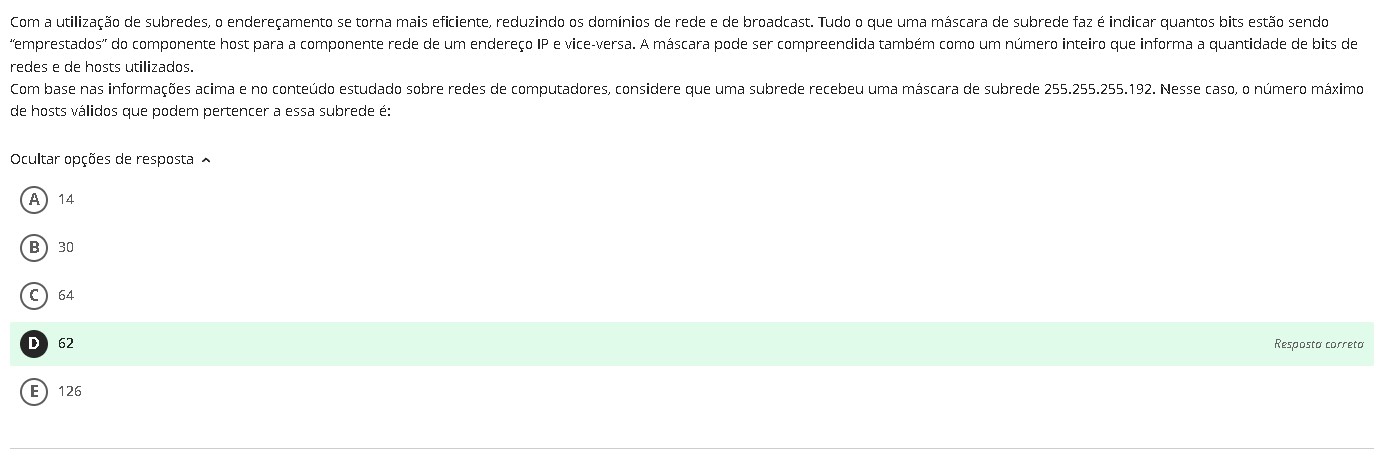 Com a utilização de subredes, o endereçamento se torna mais eficiente, reduzindo os domínios de rede e de broadcast. Tudo o que uma máscara de subrede faz é indicar quantos bits estão sendo
“emprestados” do componente host para a componente rede de um endereço IP e vice-versa. A máscara pode ser compreendida também como um número inteiro que informa a quantidade de bits de
redes e de hosts utilizados.
Com base nas informações acima e no conteúdo estudado sobre redes de computadores, considere que uma subrede recebeu uma máscara de subrede 255.255.255.192. Nesse caso, o número máximo
de hosts válidos que podem pertencer a essa subrede é:
Ocultar opções de resposta
A 14
B 30
C 64
D 62 Resposta correta
E 126